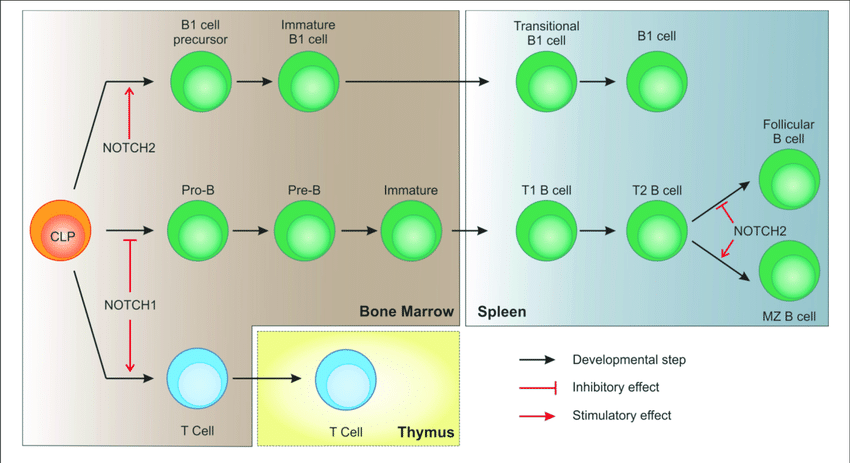 B1 cell
precursor
Immature
B1 cell
Transitional
B1 cell
B1 cell
NOTCH2
Follicular
B cell
Pro-B
Pre-B
Immature
T1 B cell
T2 B cell
CLP
NOTCH2
NOTCH1
Bone Marrow
Spleen
MZ B cell
T Cell
T Cell
Thymus
Developmental step
Inhibitory effect
Stimulatory effect